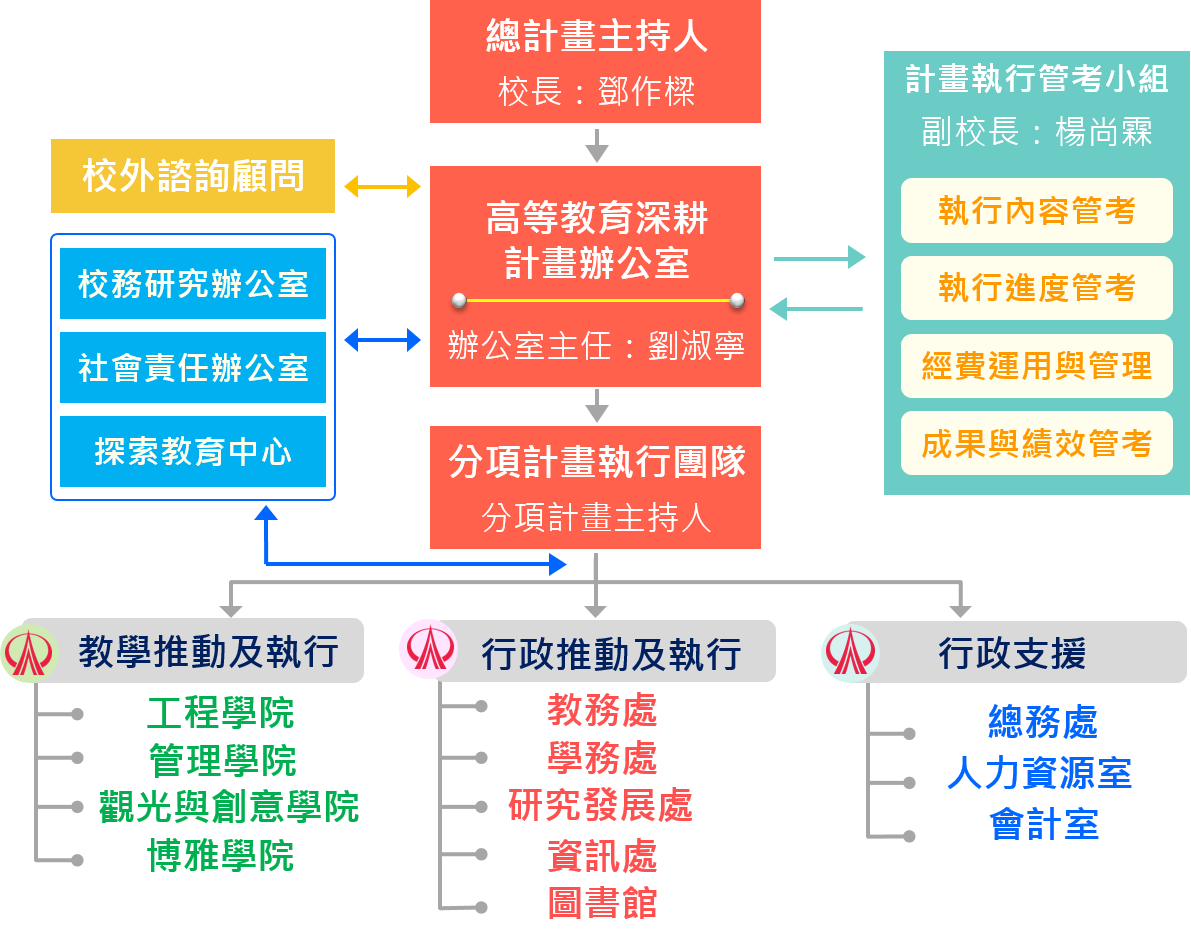 總計畫主持人
校長：鄧作樑
計畫執行管考小組
副校長：楊尚霖
執行內容管考
執行進度管考
經費運用與管理
成果與績效管考
校外諮詢顧問
高等教育深耕
計畫辦公室
辦公室主任：劉淑寧
校務研究辦公室
社會責任辦公室
探索教育中心
分項計畫執行團隊
分項計畫主持人
教學推動及執行
工程學院
管理學院
觀光與創意學院
博雅學院
行政推動及執行
教務處
學務處
研究發展處
資訊處
圖書館
行政支援
總務處
人力資源室
會計室